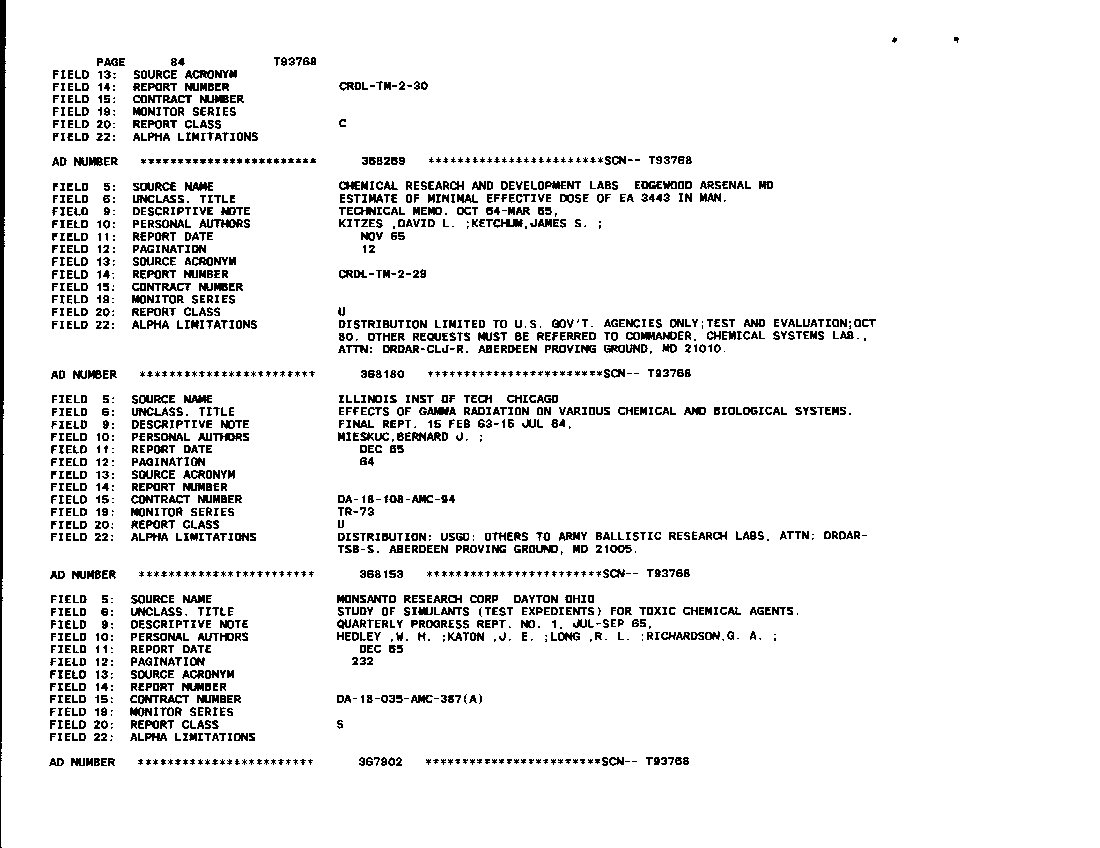 PAGE 84 T93768
FIELD 13: SOURCE ACRONYM
FIELD 14: REPORT NUMBER CRDL-TM-2-30
FIELD 15: CONTRACT NUMBER
FIELD 19: MONITOR SERIES
FIELD 20: REPORT CLASS C
FIELD 22: ALPHA LIMITATIONS
AD NUMBER ************************ 368269 ************************SCN-- T93768
FIELD 5: SOURCE NAME CHEMICAL RESEARCH AND DEVELOPMENT LABS EDGEWOOD ARSENAL MD
FIELD 6: UNCLASS. TITLE ESTIMATE OF MINIMAL EFFECTIVE DOSE OF EA 3443 IN MAN.
FIELD 9: DESCRIPTIVE NOTE TECHNICAL MEMO. OCT 64-MAR 65,
FIELD 10: PERSONAL AUTHORS KITZES ,DAVID L. ;KETCHUM,JAMES S. ;
FIELD 11: REPORT DATE NOV 65
FIELD 12: PAGINATION 12
FIELD 13: SOURCE ACRONYM
FIELD 14: REPORT NUMBER CRDL-TM-2-29
FIELD 15: CONTRACT NUMBER
FIELD 19: MONITOR SERIES
FIELD 20: REPORT CLASS U
FIELD 22: ALPHA LIMITATIONS DISTRIBUTION LIMITED TO U.S. GOV'T. AGENCIES ONLY;TEST AND EVALUATION;OCT
80. OTHER REQUESTS MUST BE REFERRED TO COMMANDER, CHEMICAL SYSTEMS LAB.,
ATTN: DRDAR-CLJ-R. ABERDEEN PROVING GROUND, MD 21010.
AD NUMBER ************************ 368180 ************************SCN-- T93768
FIELD 5: SOURCE NAME ILLINOIS INST OF TECH CHICAGO
FIELD 6: UNCLASS. TITLE EFFECTS OF GAMMA RADIATION ON VARIOUS CHEMICAL AND BIOLOGICAL SYSTEMS.
FIELD 9: DESCRIPTIVE NOTE FINAL REPT. 15 FEB 63-15 JUL 64,
FIELD 10: PERSONAL AUTHORS MIESKUC,BERNARD J. ;
FIELD 11: REPORT DATE DEC 65
FIELD 12: PAGINATION 64
FIELD 13: SOURCE ACRONYM
FIELD 14: REPORT NUMBER
FIELD 15: CONTRACT NUMBER DA-18-108-AMC-94
FIELD 19: MONITOR SERIES TR-73
FIELD 20: REPORT CLASS U
FIELD 22: ALPHA LIMITATIONS DISTRIBUTION: USGO: OTHERS TO ARMY BALLISTIC RESEARCH LABS, ATTN: DRDAR-
TSB-S. ABERDEEN PROVING GROUND, MD 21005.
AD NUMBER ************************ 368153 ************************SCN-- T93768
FIELD 5: SOURCE NAME MONSANTO RESEARCH CORP DAYTON OHIO
FIELD 6: UNCLASS. TITLE STUDY OF SIMULANTS (TEST EXPEDIENTS) FOR TOXIC CHEMICAL AGENTS.
FIELD 9: DESCRIPTIVE NOTE QUARTERLY PROGRESS REPT. NO. 1, JUL-SEP 65,
FIELD 10: PERSONAL AUTHORS HEDLEY ,W. H. ;KATON ,J. E. ;LONG ,R. L. ;RICHARDSON,G. A. ;
FIELD 11: REPORT DATE DEC 65
FIELD 12: PAGINATION 232
FIELD 13: SOURCE ACRONYM
FIELD 14: REPORT NUMBER
FIELD 15: CONTRACT NUMBER DA-18-035-AMC-387(A)
FIELD 19: MONITOR SERIES
FIELD 20: REPORT CLASS S
FIELD 22: ALPHA LIMITATIONS
AD NUMBER ************************ 367902 ************************SCN-- T93768